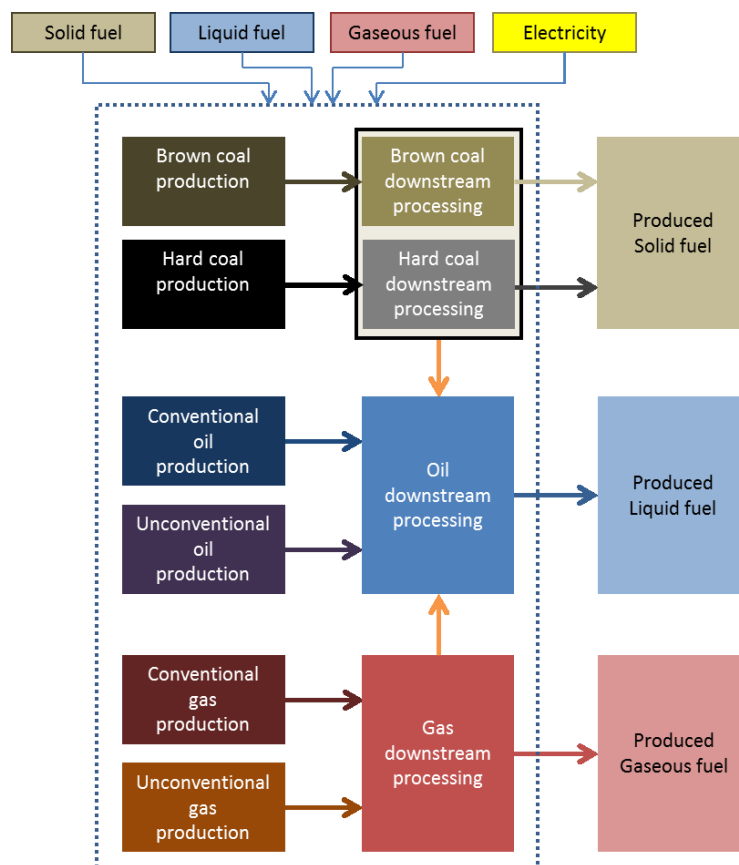 Solid fuel
Liquid fuel
Gaseous fuel
Electricity
Brown coal
production
Brown coal
downstream
processing
Produced
Solid fuel
Hard coal
production
Hard coal
downstream
processing
Conventional
oil
production
Oil
downstream
processing
Produced
Liquid fuel
Unconventional
oil
production
Conventional
gas
production
Gas
downstream
processing
Produced
Gaseous fuel
Unconventional
gas
production